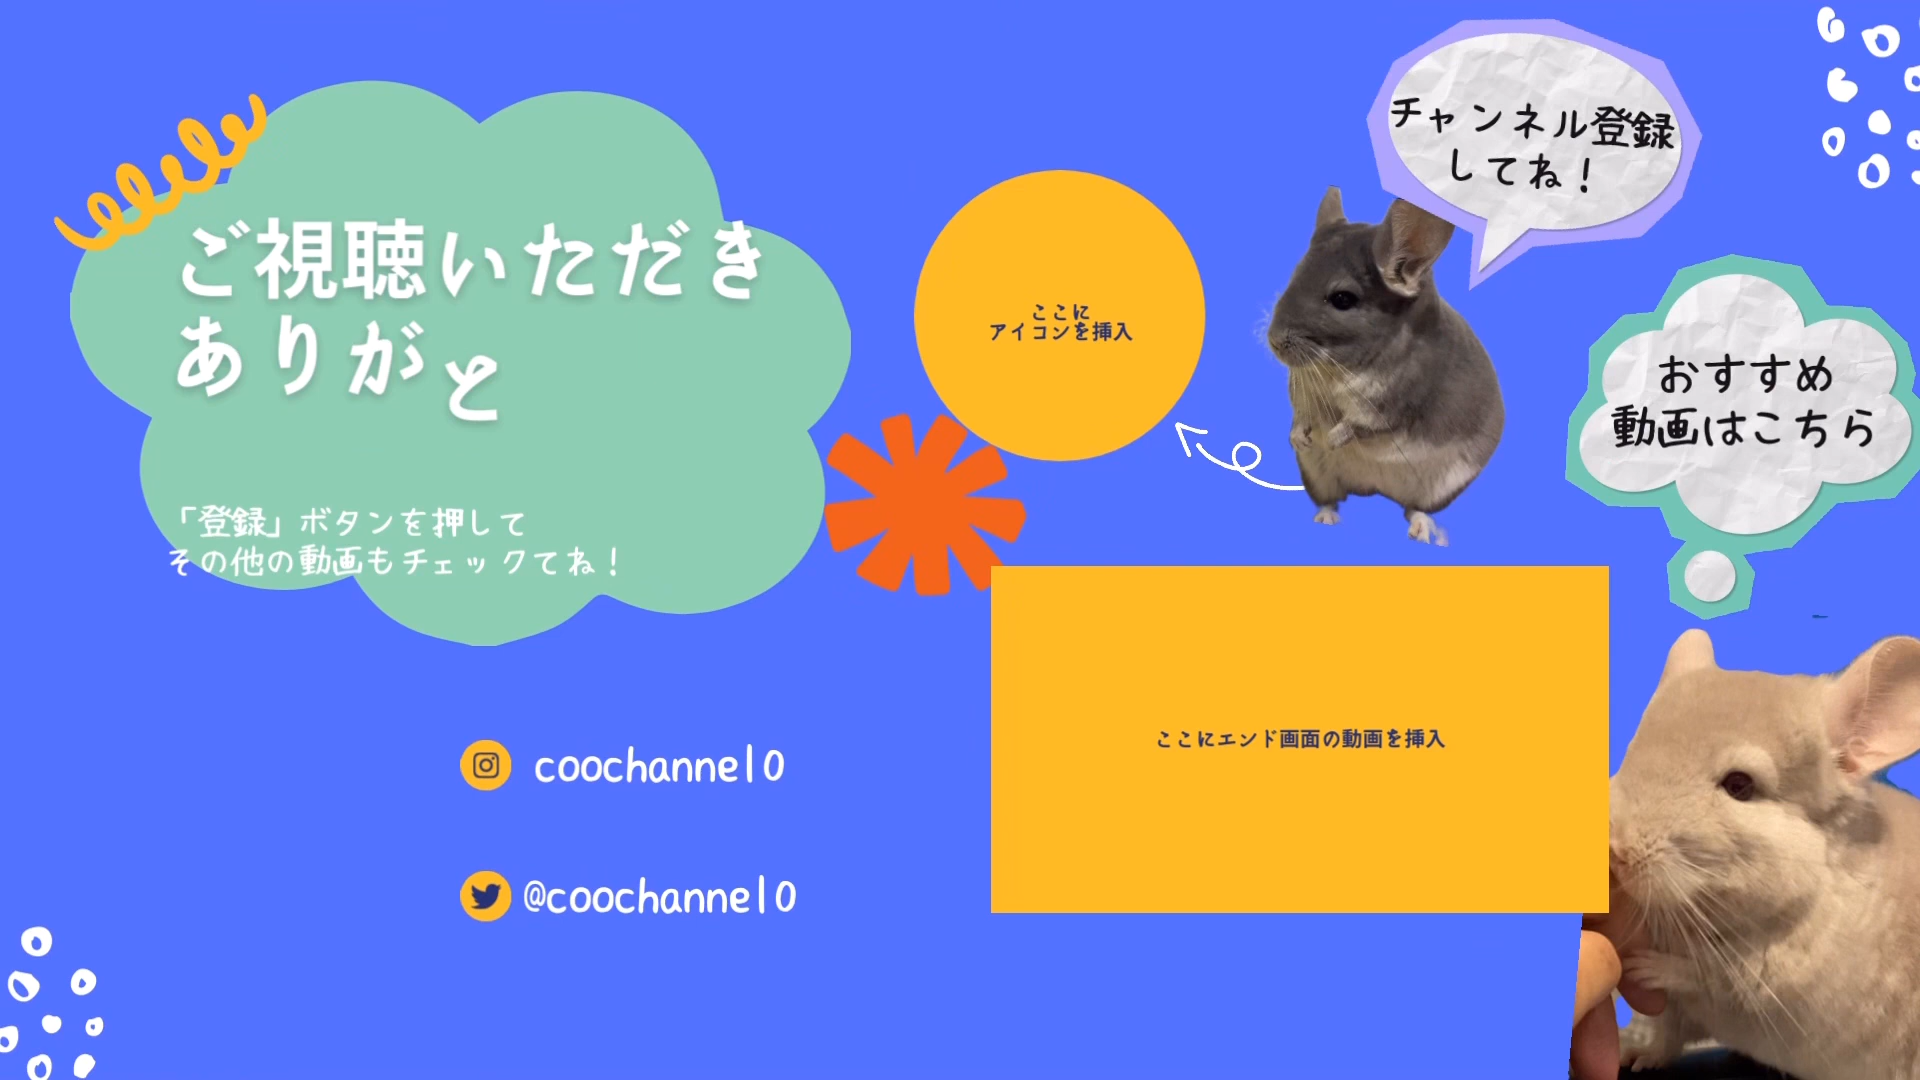 ご視聴いただき
ありがと
「登録」ボタンを押して
その他の動画もチェックてね！
coochannel0
@coochannel0
ここに
アイコンを挿入
チャンネル登録
してね！
おすすめ
動画はこちら
ここにエンド画面の動画を挿入